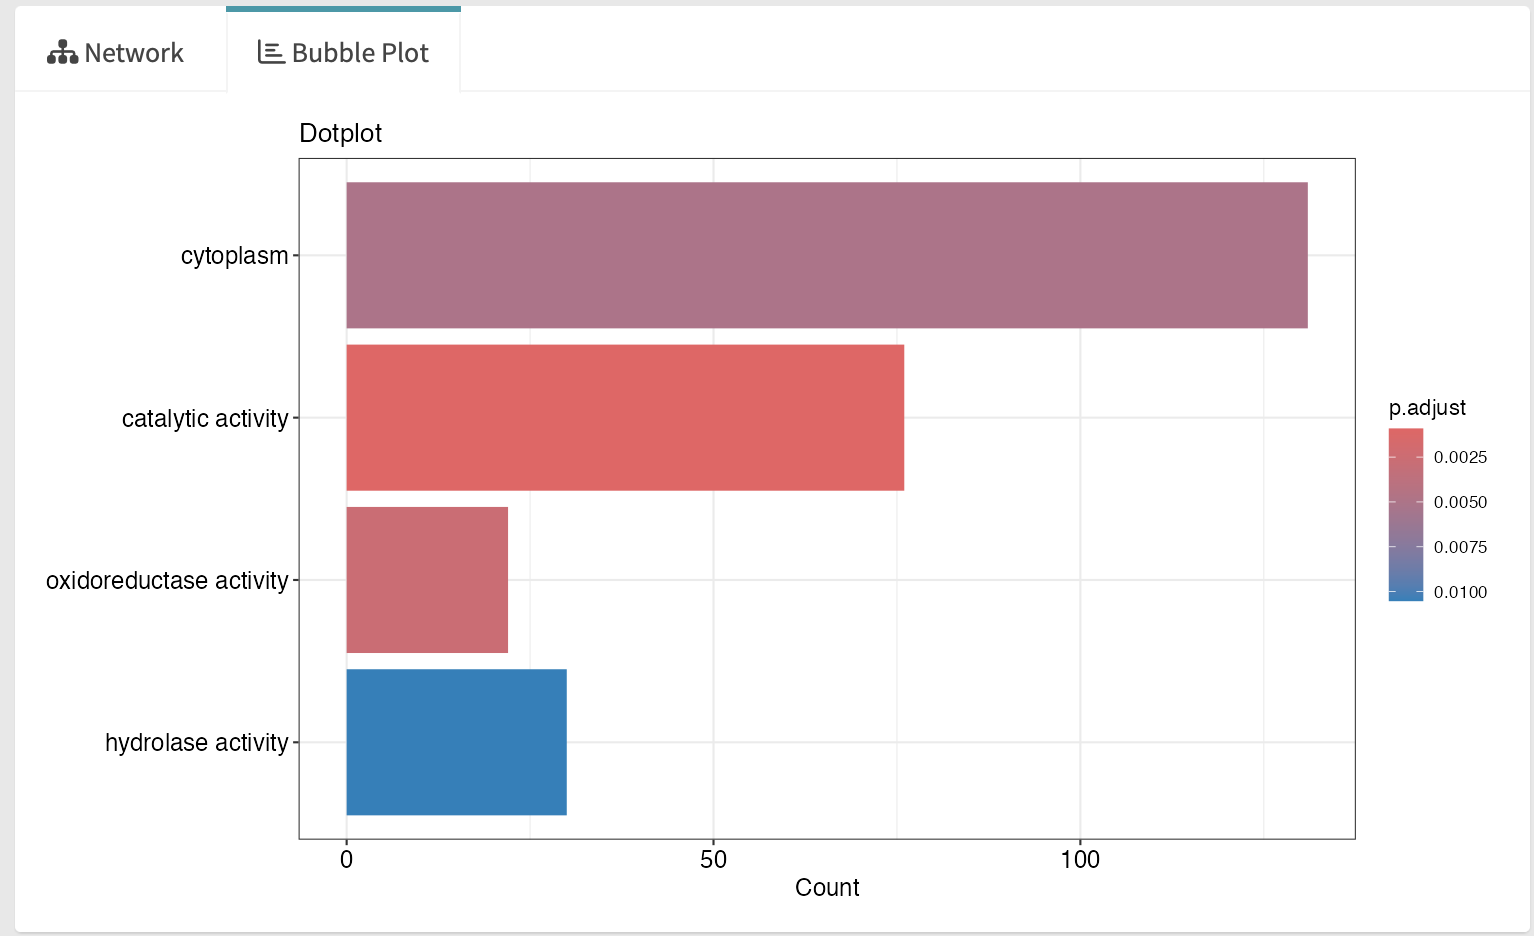 Network
Bubble Plot
Dotplot
cytoplasm
catalytic activity
oxidoreductase activity
hydrolase activity
0 50 100
Count
p.adjust
0.0025
0.0050
0.0075
0.0100